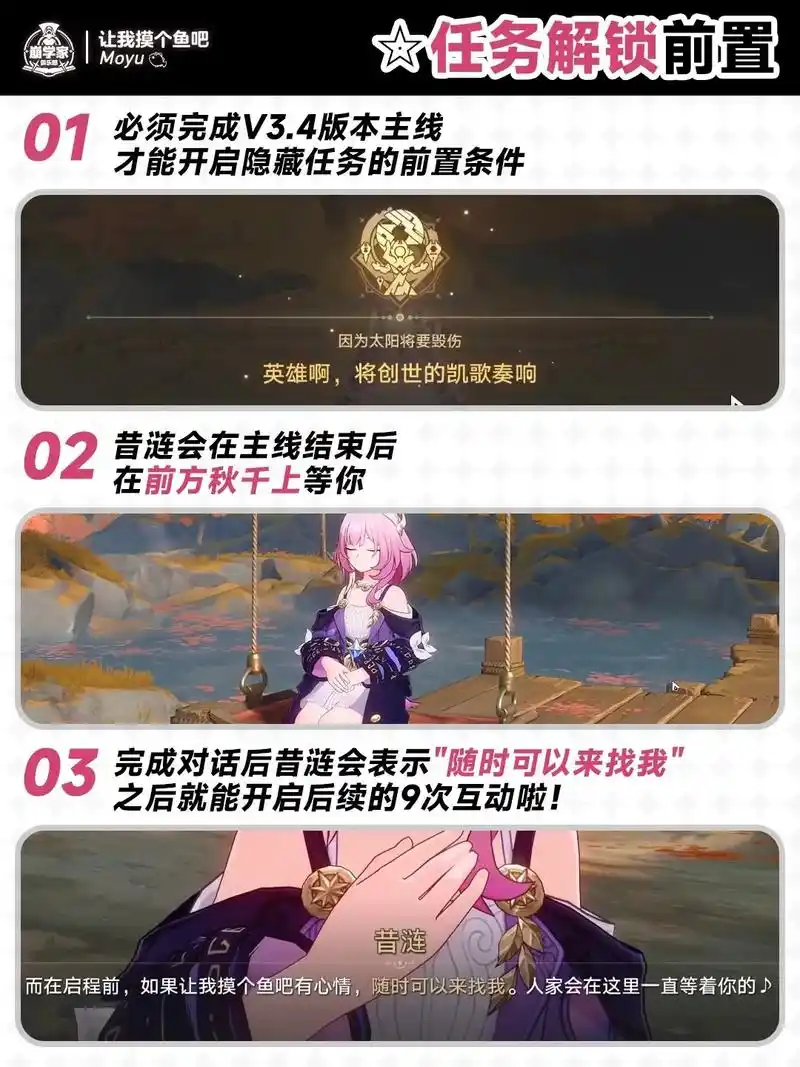 崩学家
俱乐部
让我摸个鱼吧
Moyu
☆任务解锁前置
01
必须完成V3.4版本主线
才能开启隐藏任务的前置条件
因为太阳将要毁伤
英雄啊，将创世的凯歌奏响
02
昔涟会在主线结束后
在前方秋千上等你
03
完成对话后昔涟会表示"随时可以来找我"
之后就能开启后续的9次互动啦！
昔涟
而在启程前，如果让我摸个鱼吧有心情，随时可以来找我。人家会在这里一直等着你的♪